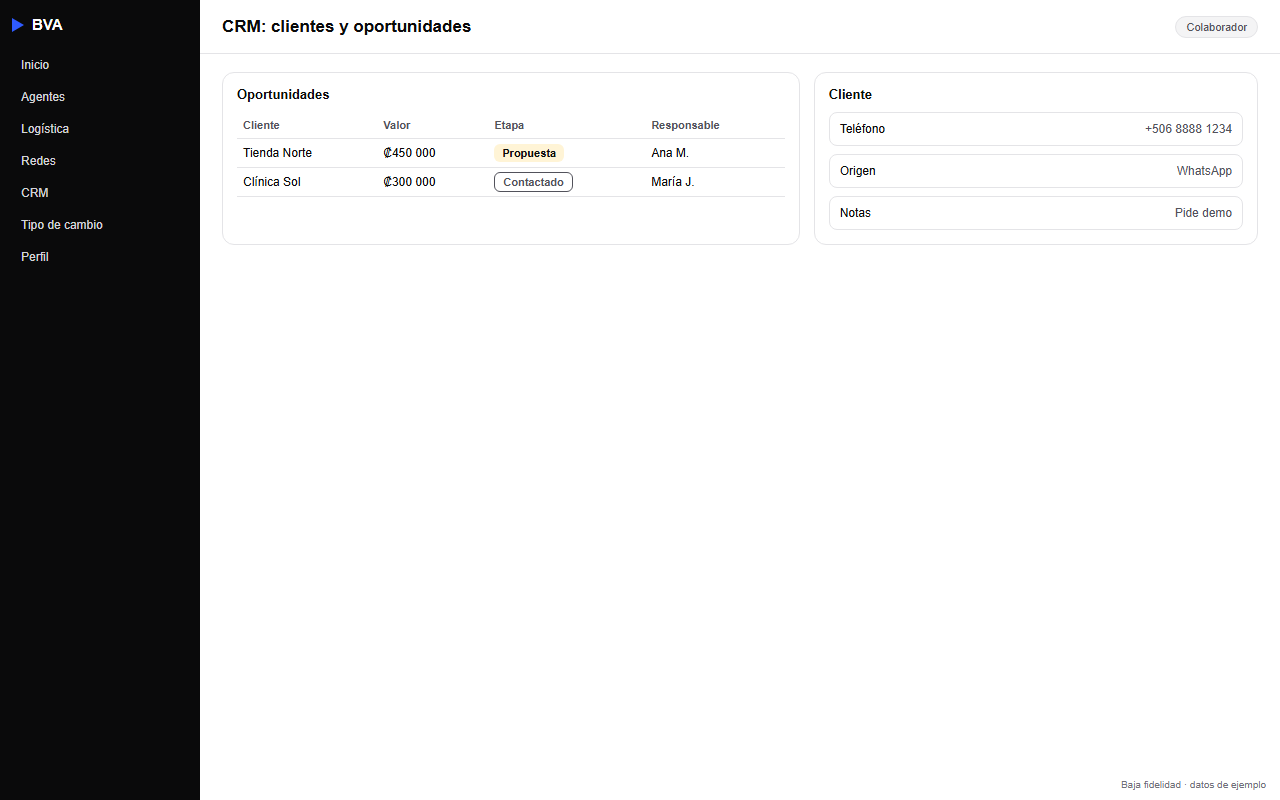 BVA
Inicio
Agentes
Logística
Redes
CRM
Tipo de cambio
Perfil
CRM: clientes y oportunidades
Colaborador
Oportunidades
Cliente Valor Etapa Responsable
Tienda Norte ₡450 000 Propuesta Ana M.
Clínica Sol ₡300 000 Contactado María J.
Cliente
Teléfono +506 8888 1234
Origen WhatsApp
Notas Pide demo
Baja fidelidad · datos de ejemplo